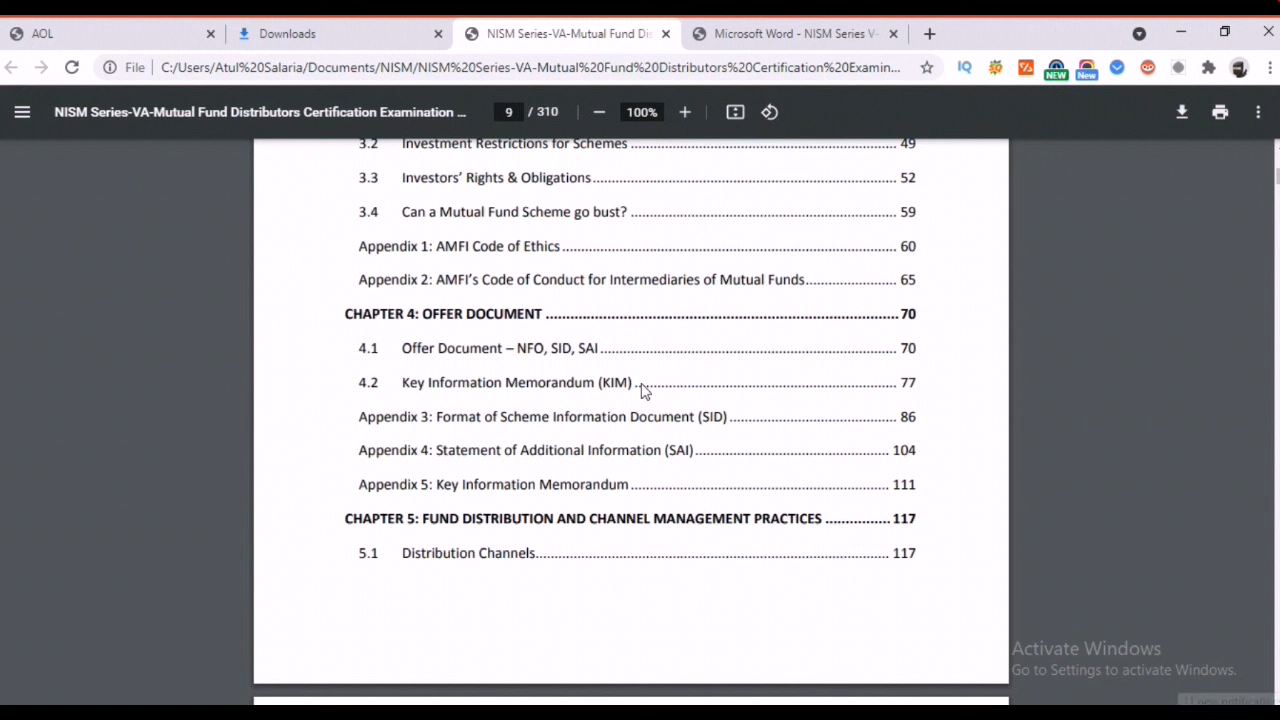 AOL
Downloads
NISM Series-VA-Mutual Fund Dis
Microsoft Word - NISM Series V-
File
C:/Users/Atul%20Salaria/Documents/NISM/NISM%20Series-VA-Mutual%20Fund%20Distributors%20Certification%20Examin...
NEW
New
NISM Series-VA-Mutual Fund Distributors Certification Examination ...
9 / 310
100%
3.2 Investment Restrictions for Schemes 49
3.3 Investors' Rights & Obligations 52
3.4 Can a Mutual Fund Scheme go bust? 59
Appendix 1: AMFI Code of Ethics 60
Appendix 2: AMFI's Code of Conduct for Intermediaries of Mutual Funds 65
CHAPTER 4: OFFER DOCUMENT 70
4.1 Offer Document – NFO, SID, SAI 70
4.2 Key Information Memorandum (KIM) 77
Appendix 3: Format of Scheme Information Document (SID) 86
Appendix 4: Statement of Additional Information (SAI) 104
Appendix 5: Key Information Memorandum 111
CHAPTER 5: FUND DISTRIBUTION AND CHANNEL MANAGEMENT PRACTICES 117
5.1 Distribution Channels 117
Activate Windows
Go to Settings to activate Windows.